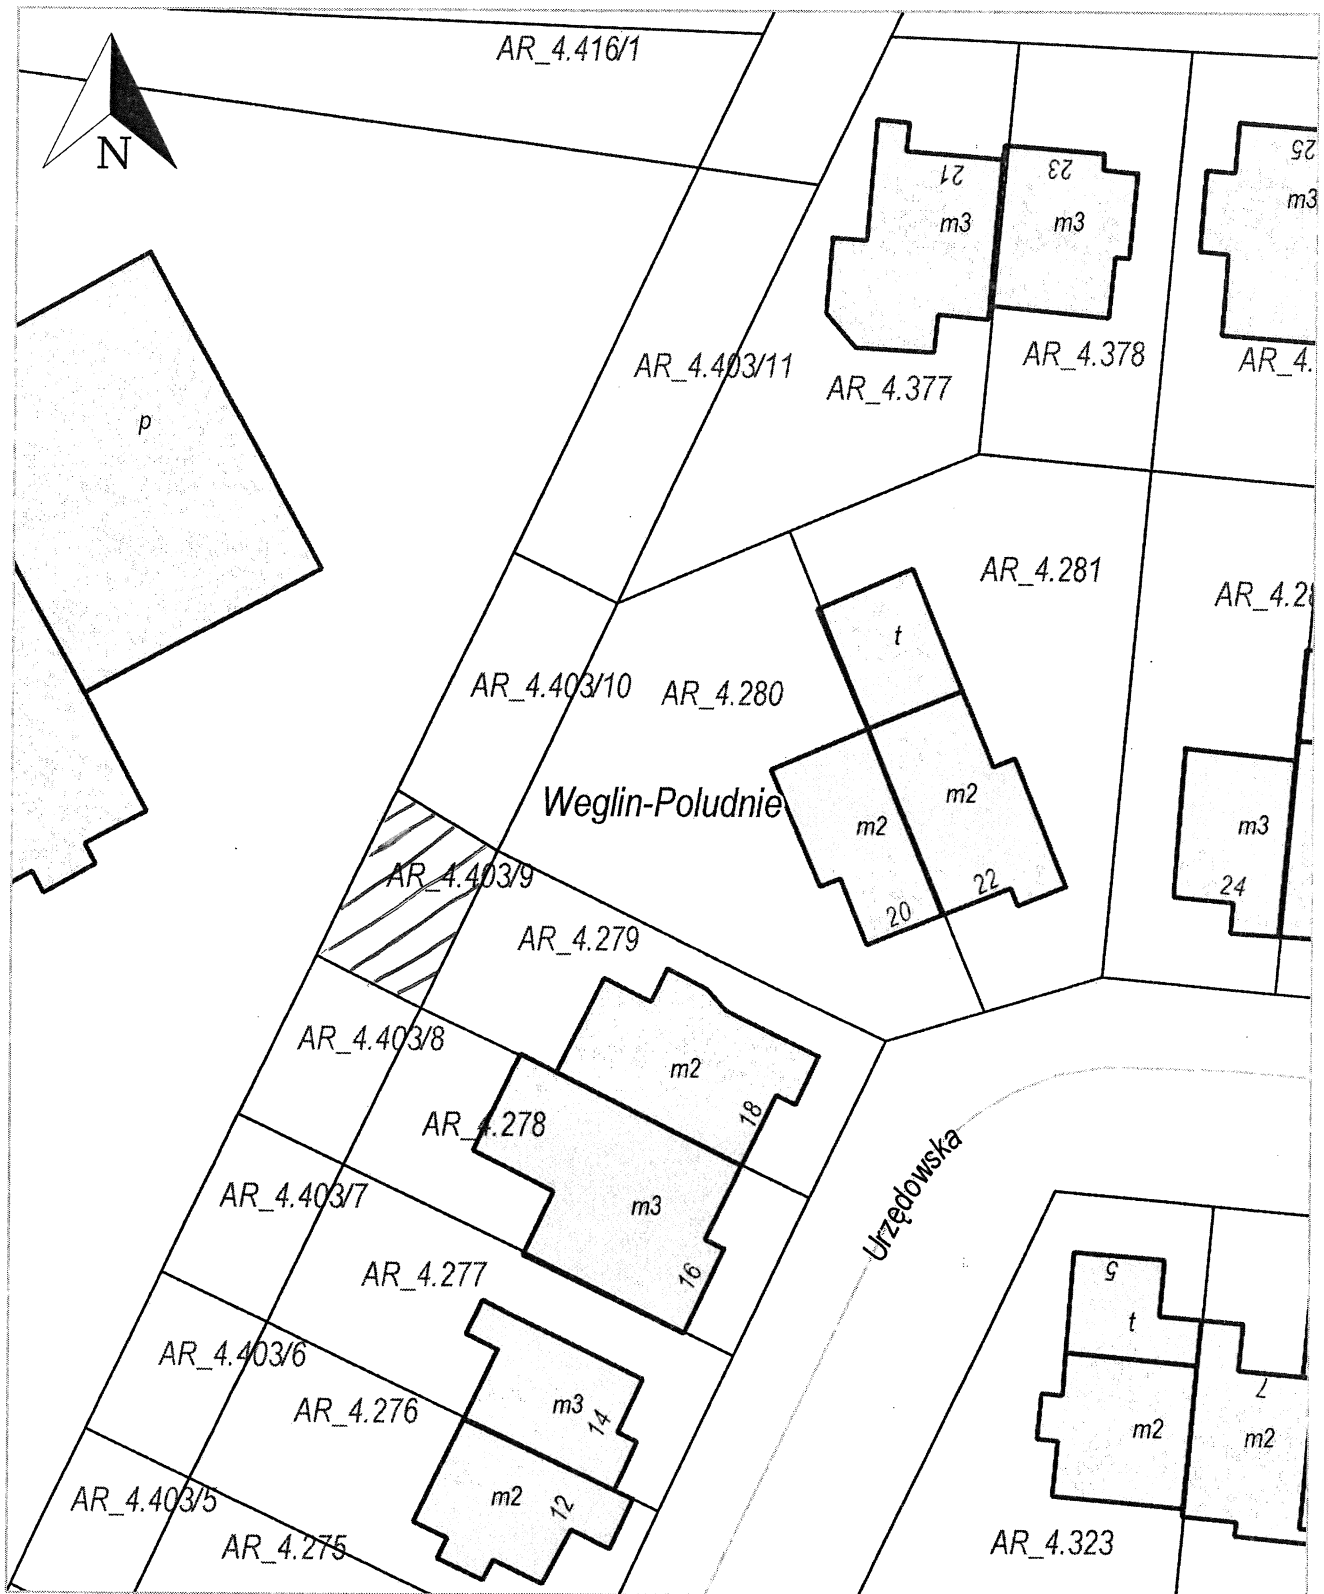 AR_4.416/1
N
21
23
25
m3
m3
m3
AR_4.403/11
AR_4.377
AR_4.378
AR_4.
p
AR_4.281
AR_4.28
t
AR_4.403/10
AR_4.280
Weglin-Poludnie
m2
m2
m3
20
22
24
AR_4.403/9
AR_4.279
AR_4.403/8
m2
18
AR_4.278
Urzędowska
AR_4.403/7
m3
16
AR_4.277
5
t
AR_4.403/6
m3
14
7
AR_4.276
m2
m2
AR_4.403/5
m2
12
AR_4.275
AR_4.323